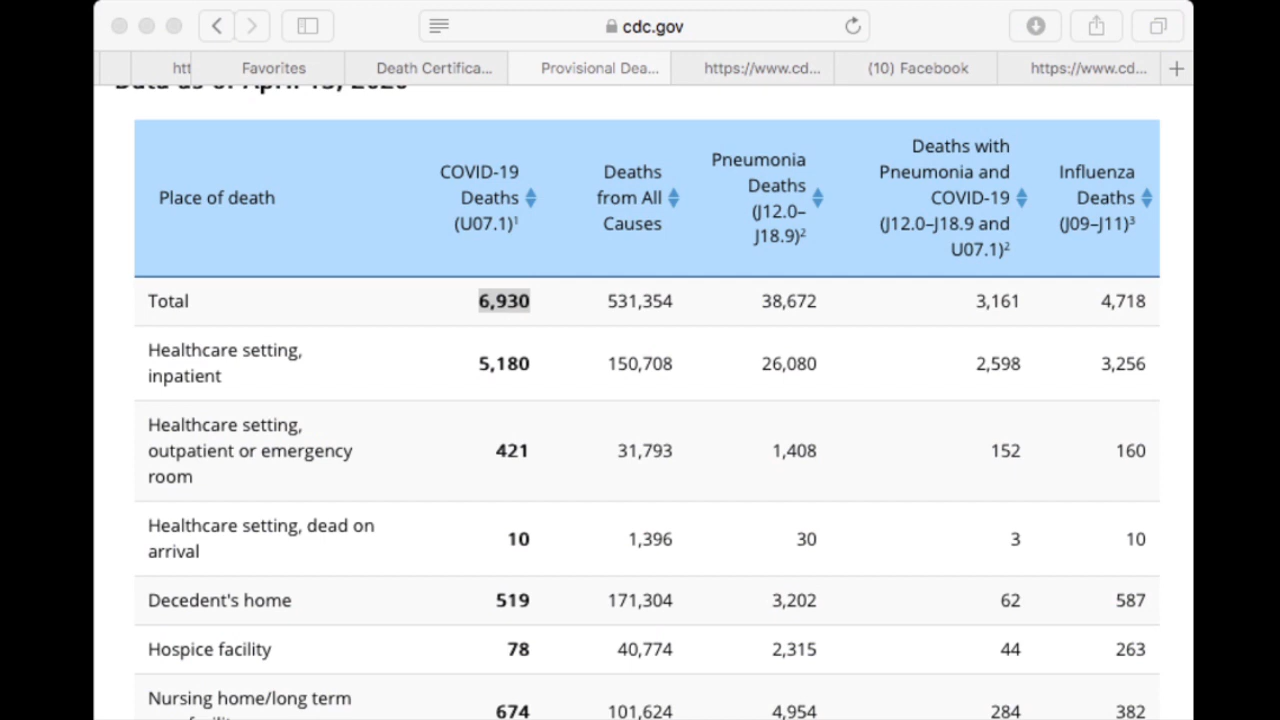 cdc.gov
htt Favorites Death Certifica... Provisional Dea... https://www.cd... (10) Facebook https://www.cd...
Data as of April 13, 2020
Place of death
COVID-19
Deaths
(U07.1)¹
Deaths
from All
Causes
Pneumonia
Deaths
(J12.0–
J18.9)²
Deaths with
Pneumonia and
COVID-19
(J12.0–J18.9 and
U07.1)²
Influenza
Deaths
(J09–J11)³
Total 6,930 531,354 38,672 3,161 4,718
Healthcare setting,
inpatient
5,180 150,708 26,080 2,598 3,256
Healthcare setting,
outpatient or emergency
room
421 31,793 1,408 152 160
Healthcare setting, dead on
arrival
10 1,396 30 3 10
Decedent's home 519 171,304 3,202 62 587
Hospice facility 78 40,774 2,315 44 263
Nursing home/long term
674 101,624 4,954 284 382